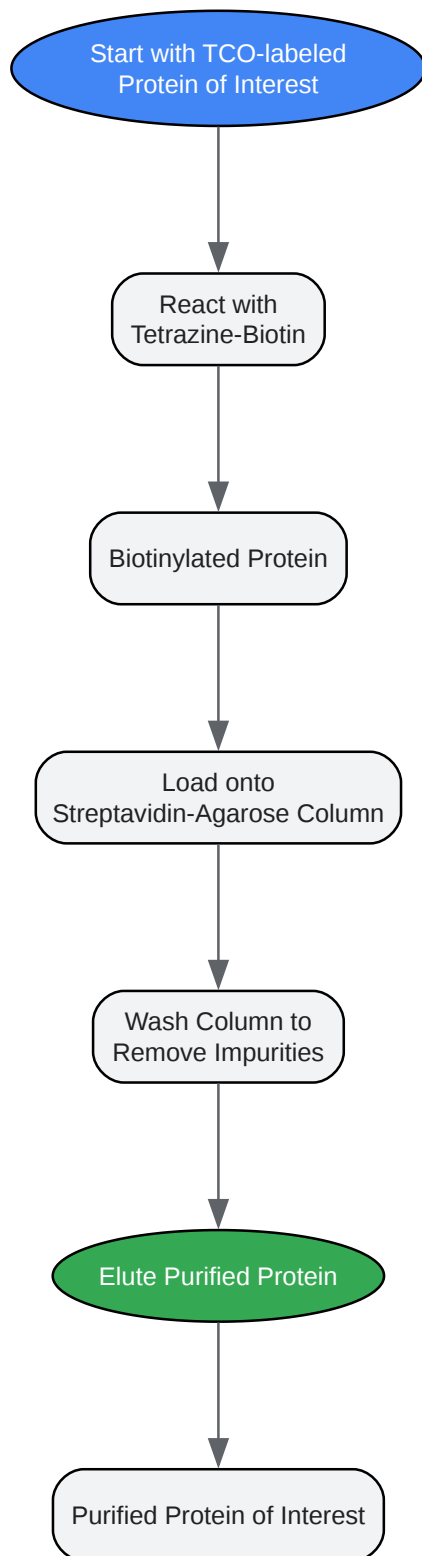 Start with TCO-labeled
Protein of Interest
React with
Tetrazine-Biotin
Biotinylated Protein
Load onto
Streptavidin-Agarose Column
Wash Column to
Remove Impurities
Elute Purified Protein
Purified Protein of Interest